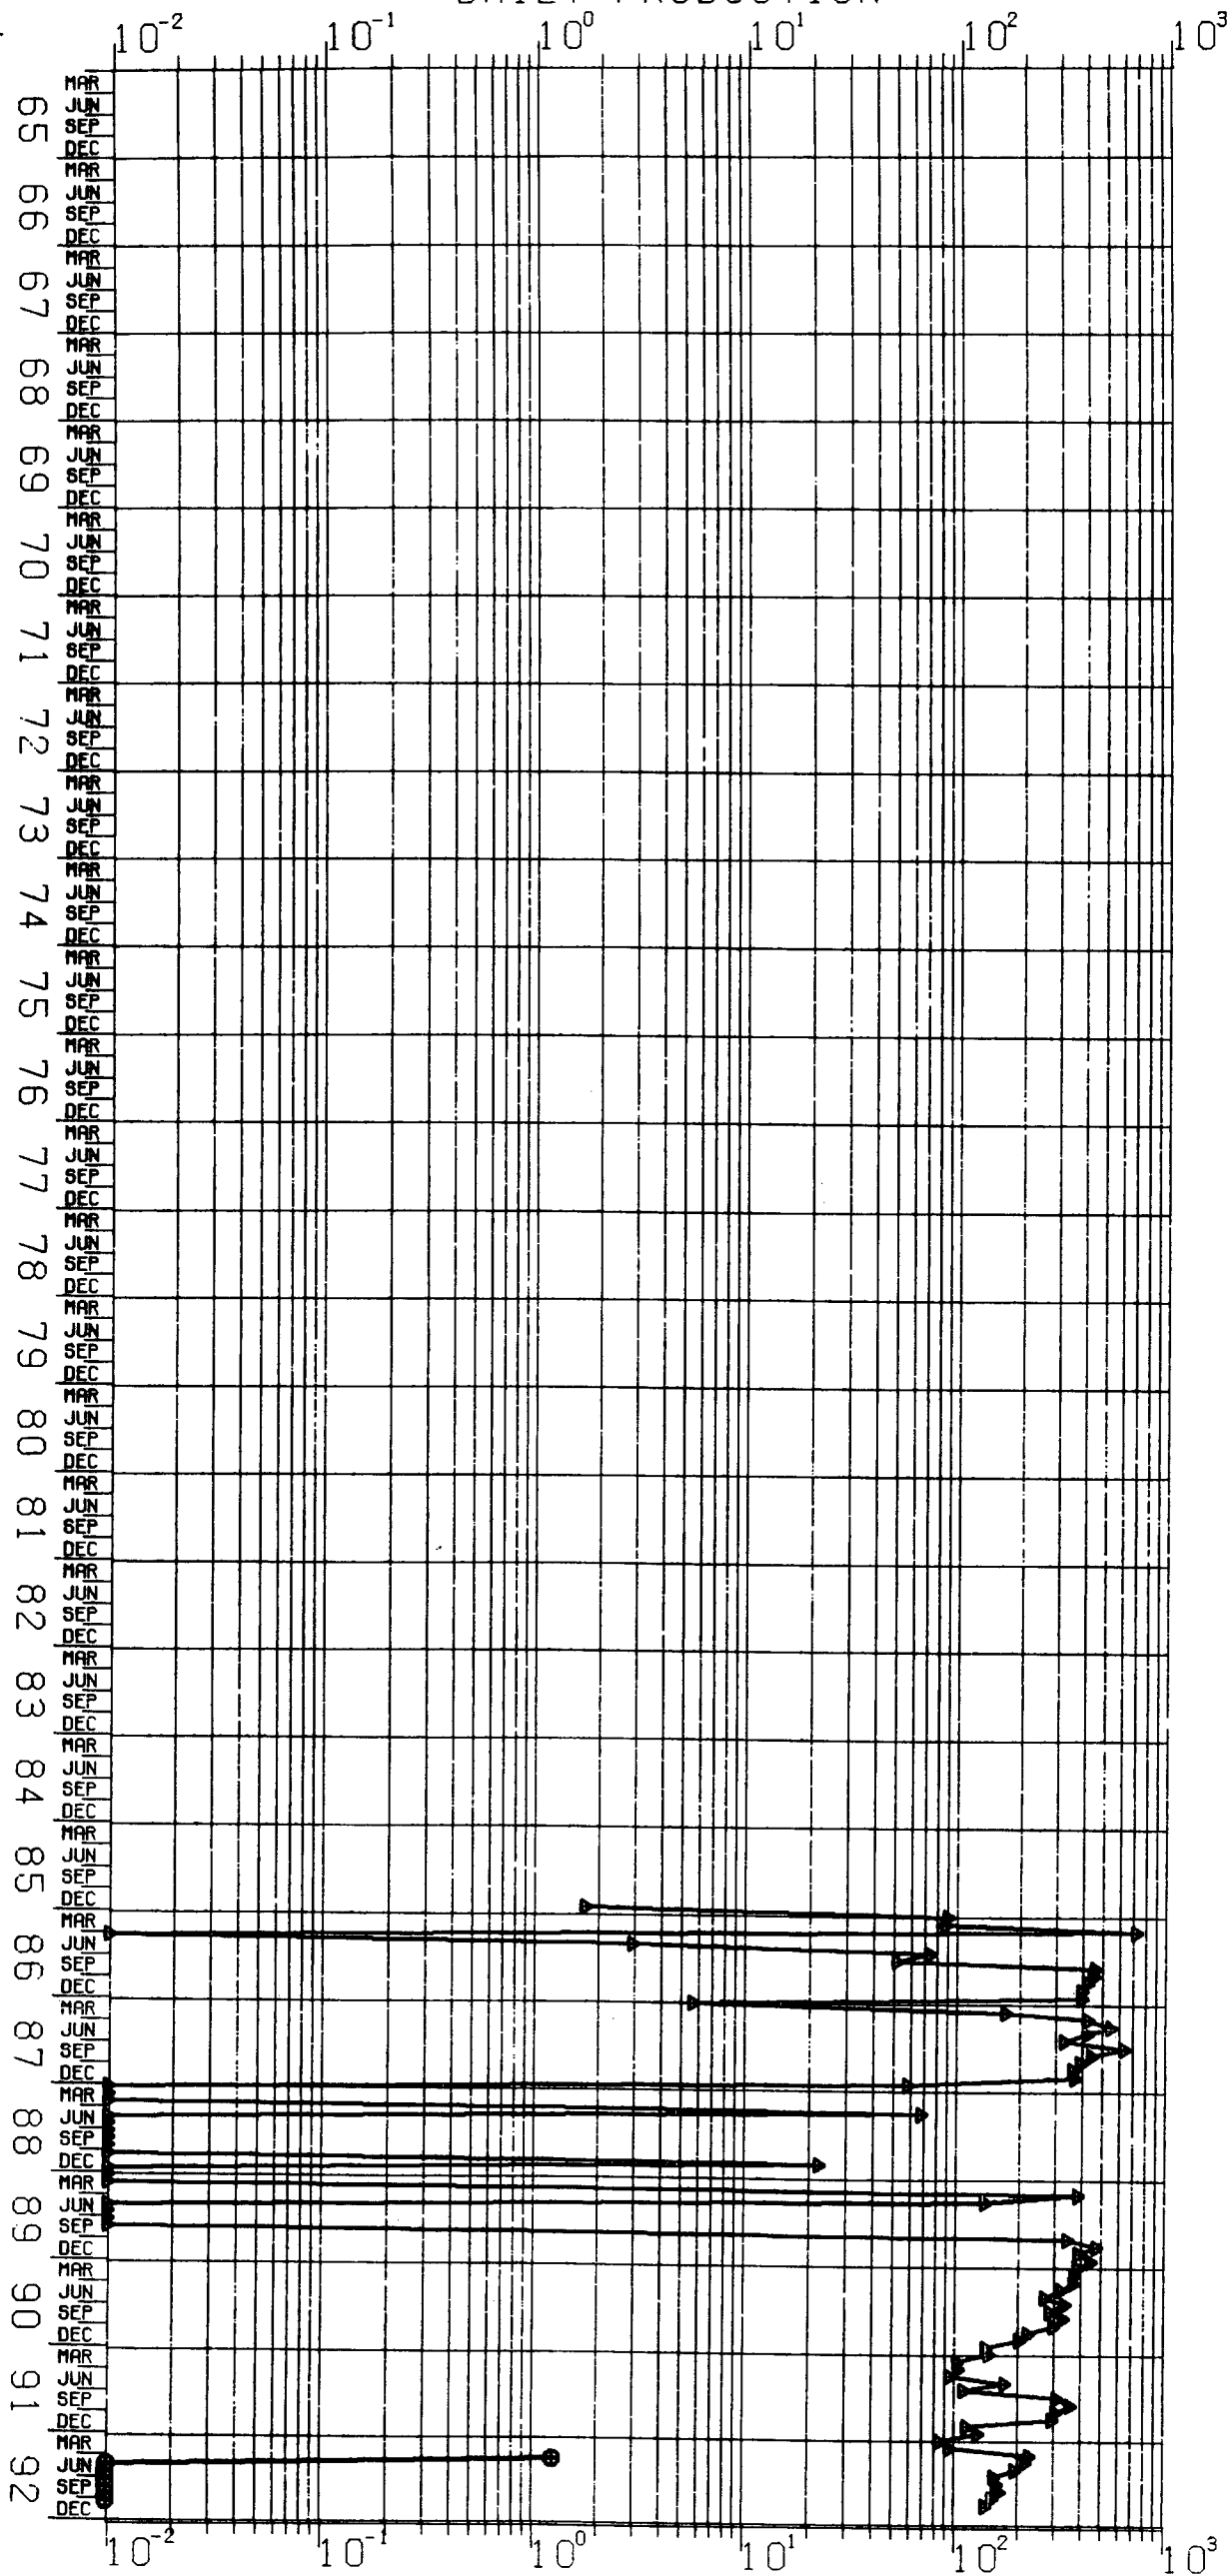 DAILY PRODUCTION
10^-2 10^-1 10^0 10^1 10^2 10^3
65 MAR JUN SEP DEC
66 MAR JUN SEP DEC
67 MAR JUN SEP DEC
68 MAR JUN SEP DEC
69 MAR JUN SEP DEC
70 MAR JUN SEP DEC
71 MAR JUN SEP DEC
72 MAR JUN SEP DEC
73 MAR JUN SEP DEC
74 MAR JUN SEP DEC
75 MAR JUN SEP DEC
76 MAR JUN SEP DEC
77 MAR JUN SEP DEC
78 MAR JUN SEP DEC
79 MAR JUN SEP DEC
80 MAR JUN SEP DEC
81 MAR JUN SEP DEC
82 MAR JUN SEP DEC
83 MAR JUN SEP DEC
84 MAR JUN SEP DEC
85 MAR JUN SEP DEC
86 MAR JUN SEP DEC
87 MAR JUN SEP DEC
88 MAR JUN SEP DEC
89 MAR JUN SEP DEC
90 MAR JUN SEP DEC
91 MAR JUN SEP DEC
92 MAR JUN SEP DEC
10^-2 10^-1 10^0 10^1 10^2 10^3